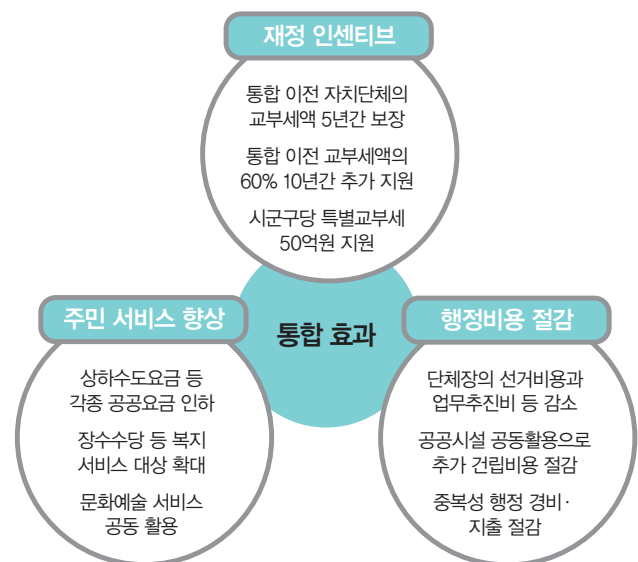 재정 인센티브
통합 이전 자치단체의
교부세액 5년간 보장
통합 이전 교부세액의
60% 10년간 추가 지원
시군구당 특별교부세
50억원 지원
통합 효과
주민 서비스 향상
상하수도요금 등
각종 공공요금 인하
장수수당 등 복지
서비스 대상 확대
문화예술 서비스
공동 활용
행정비용 절감
단체장의 선거비용과
업무추진비 등 감소
공공시설 공동활용으로
추가 건립비용 절감
중복성 행정 경비·
지출 절감